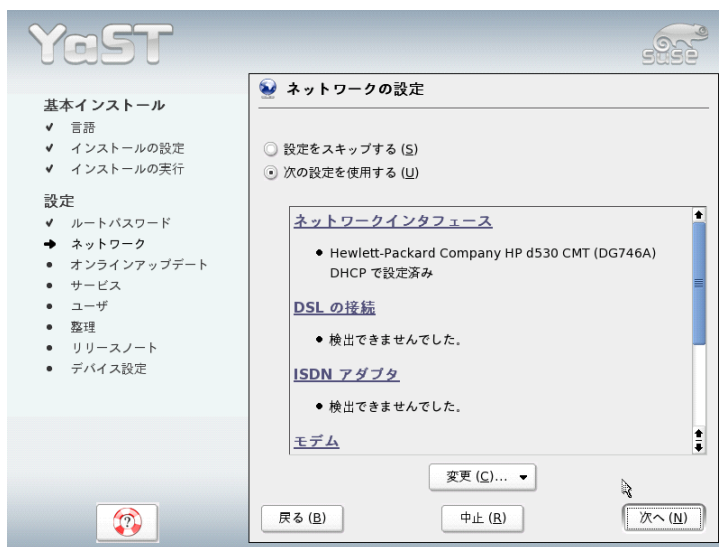 YaST
suse
基本インストール
言語
インストールの設定
インストールの実行
設定
ルートパスワード
ネットワーク
オンラインアップデート
サービス
ユーザ
整理
リリースノート
デバイス設定
ネットワークの設定
設定をスキップする (S)
次の設定を使用する (U)
ネットワークインタフェース
Hewlett-Packard Company HP d530 CMT (DG746A)
DHCP で設定済み
DSL の接続
検出できませんでした。
ISDN アダプタ
検出できませんでした。
モデム
変更 (C)...
戻る (B)
中止 (R)
次へ (N)